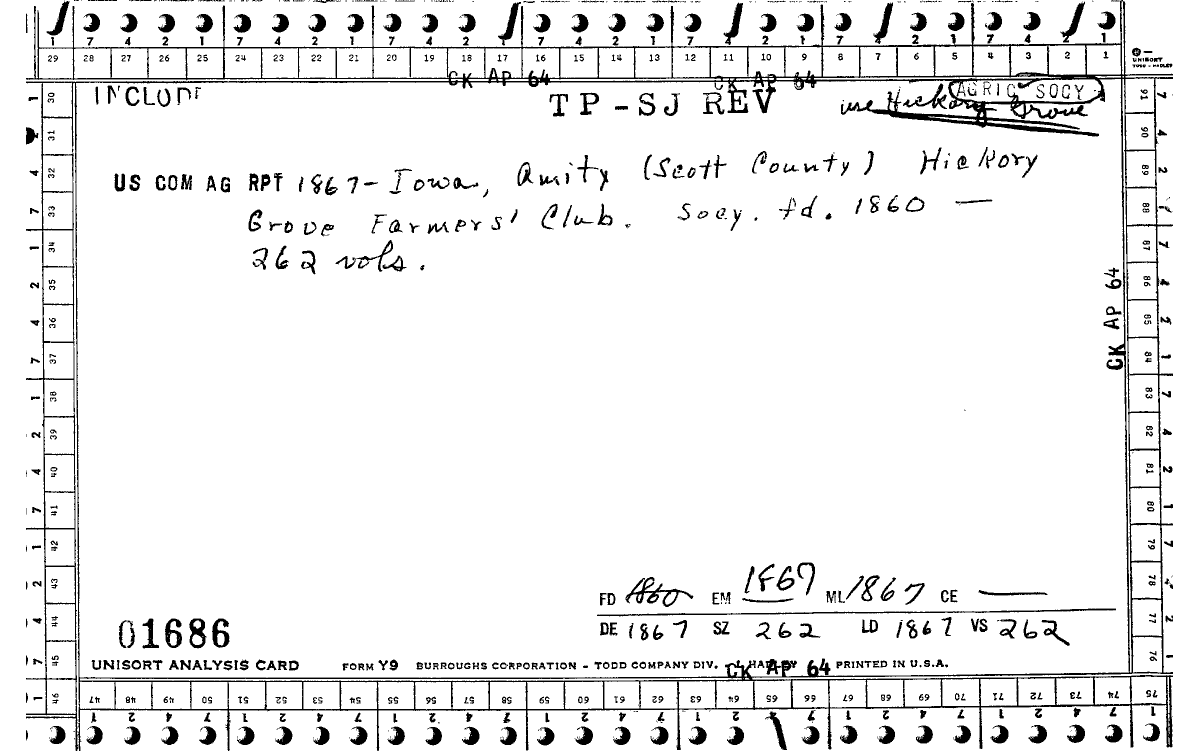 7 4 2 1 7 4 2 1 7 4 2 1 7 4 2 1 7 4 2 1 7 4 2 1 7 4 2 1
29 28 27 26 25 24 23 22 21 20 19 18 17 16 15 14 13 12 11 10 9 8 7 6 5 4 3 2 1
UNISORT
CK AP 64 CK AP 64
INCLUDE
TP-SJ REV
AGRIC SOCY
use Hickory Grove
US COM AG RPT 1867- Iowa, Amity (Scott County) Hickory
Grove Farmers' Club. Socy. fd. 1860 —
262 vols.
CK AP 64
30 31 32 33 34 35 36 37 38 39 40 41 42 43 44 45 46
91 90 89 88 87 86 85 84 83 82 81 80 79 78 77 76
FD 1860 EM 1867 ML 1867 CE —
DE 1867 SZ 262 LD 1867 VS 262
01686
UNISORT ANALYSIS CARD FORM Y9 BURROUGHS CORPORATION - TODD COMPANY DIV. PRINTED IN U.S.A.
CK AP 64
47 48 49 50 51 52 53 54 55 56 57 58 59 60 61 62 63 64 65 66 67 68 69 70 71 72 73 74 75